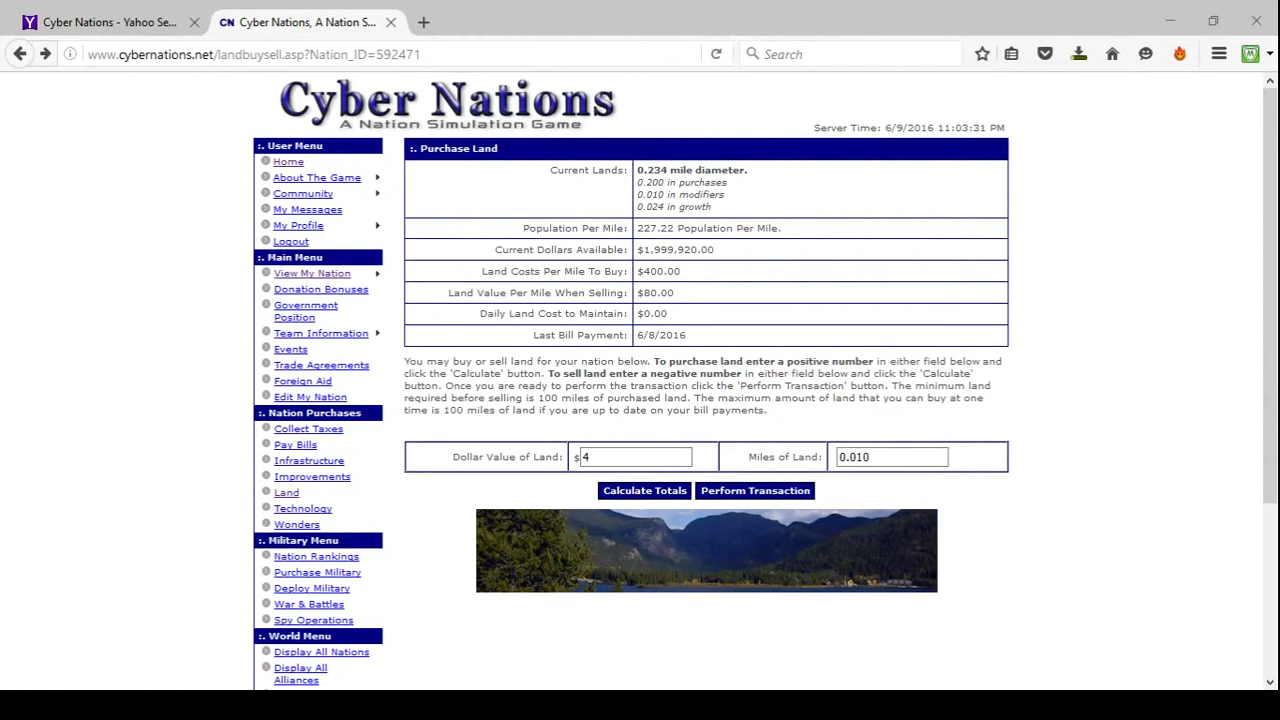 Cyber Nations - Yahoo Se...
CN Cyber Nations, A Nation S...
www.cybernations.net/landbuysell.asp?Nation_ID=592471
Search
Cyber Nations
A Nation Simulation Game
Server Time: 6/9/2016 11:03:31 PM
:. User Menu
Home
About The Game
Community
My Messages
My Profile
Logout
:. Main Menu
View My Nation
Donation Bonuses
Government
Position
Team Information
Events
Trade Agreements
Foreign Aid
Edit My Nation
:. Nation Purchases
Collect Taxes
Pay Bills
Infrastructure
Improvements
Land
Technology
Wonders
:. Military Menu
Nation Rankings
Purchase Military
Deploy Military
War & Battles
Spy Operations
:. World Menu
Display All Nations
Display All
Alliances
:. Purchase Land
Current Lands: 0.234 mile diameter.
0.200 in purchases
0.010 in modifiers
0.024 in growth
Population Per Mile: 227.22 Population Per Mile.
Current Dollars Available: $1,999,920.00
Land Costs Per Mile To Buy: $400.00
Land Value Per Mile When Selling: $80.00
Daily Land Cost to Maintain: $0.00
Last Bill Payment: 6/8/2016
You may buy or sell land for your nation below. To purchase land enter a positive number in either field below and
click the 'Calculate' button. To sell land enter a negative number in either field below and click the 'Calculate'
button. Once you are ready to perform the transaction click the 'Perform Transaction' button. The minimum land
required before selling is 100 miles of purchased land. The maximum amount of land that you can buy at one
time is 100 miles of land if you are up to date on your bill payments.
Dollar Value of Land: $ 4 Miles of Land: 0.010
Calculate Totals Perform Transaction